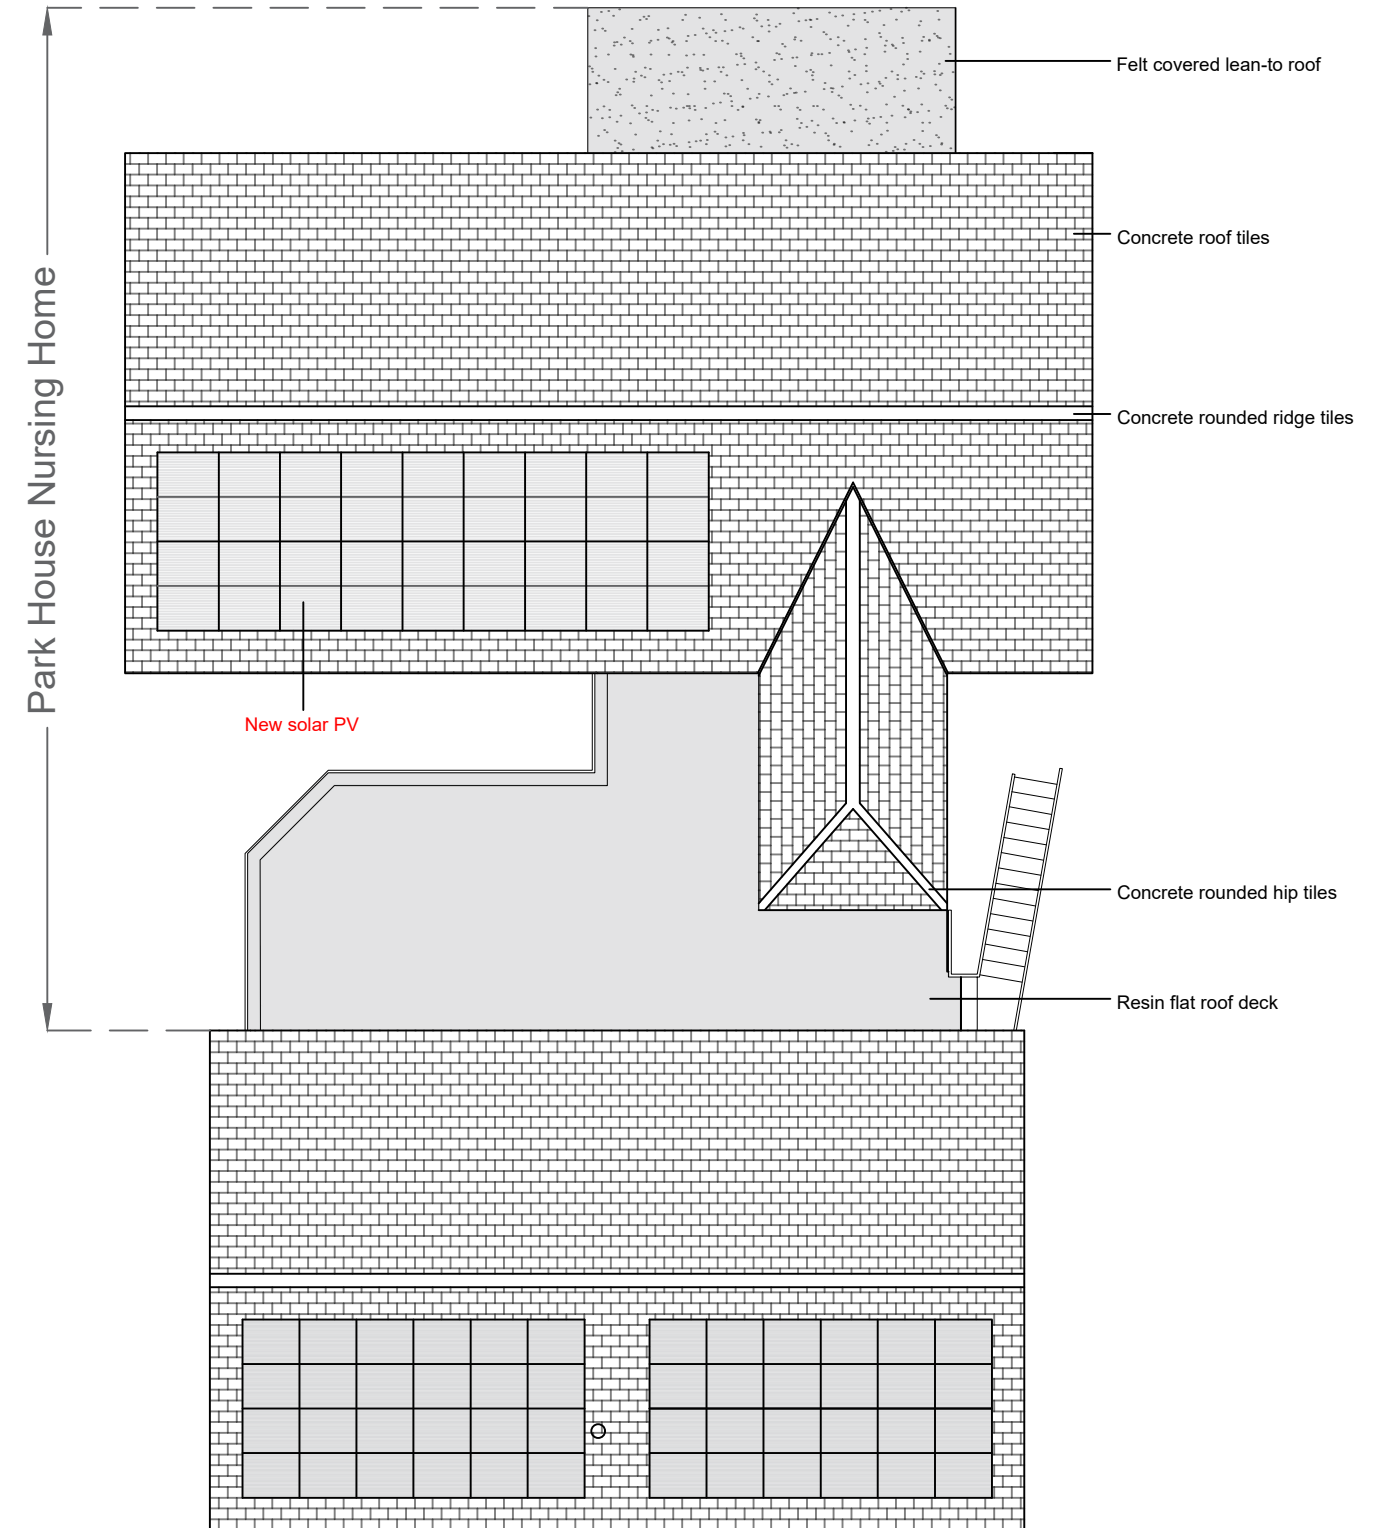 Felt covered lean-to roof
Concrete roof tiles
Park House Nursing Home
Concrete rounded ridge tiles
New solar PV
Concrete rounded hip tiles
Resin flat roof deck